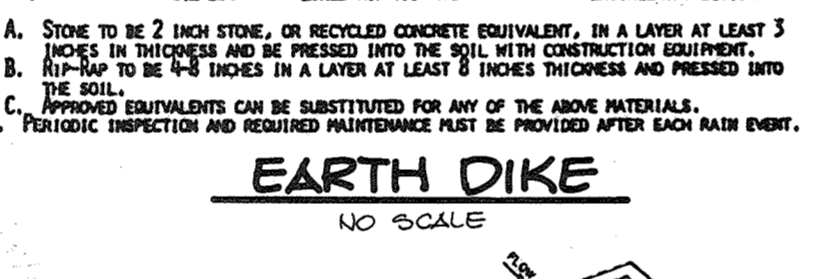 A. STONE TO BE 2 INCH STONE, OR RECYCLED CONCRETE EQUIVALENT, IN A LAYER AT LEAST 3
INCHES IN THICKNESS AND BE PRESSED INTO THE SOIL WITH CONSTRUCTION EQUIPMENT.
B. RIP-RAP TO BE 4-8 INCHES IN A LAYER AT LEAST 8 INCHES THICKNESS AND PRESSED INTO
THE SOIL.
C. APPROVED EQUIVALENTS CAN BE SUBSTITUTED FOR ANY OF THE ABOVE MATERIALS.
. PERIODIC INSPECTION AND REQUIRED MAINTENANCE MUST BE PROVIDED AFTER EACH RAIN EVENT.
EARTH DIKE
NO SCALE
FLOW